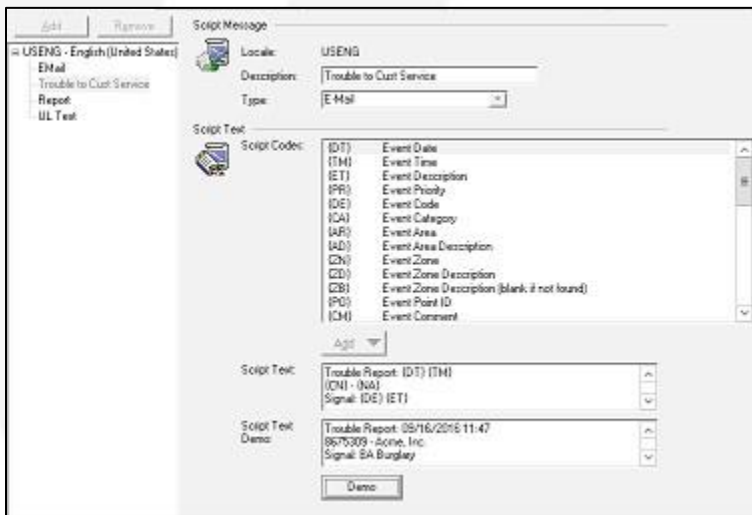 Add Remove
USENG - English (United States)
EMail
Trouble to Cust Service
Report
UL Test
Script Message
Locale: USENG
Description: Trouble to Cust Service
Type: E-Mail
Script Text
Script Codes:
{DT} Event Date
{TM} Event Time
{ET} Event Description
{PR} Event Priority
{DE} Event Code
{CA} Event Category
{AR} Event Area
{AD} Event Area Description
{ZN} Event Zone
{ZD} Event Zone Description
{ZB} Event Zone Description (blank if not found)
{PO} Event Point ID
{CM} Event Comment
Add
Script Text:
Trouble Report: {DT} {TM}
{CN} - {NA}
Signal: {DE} {ET}
Script Text Demo:
Trouble Report: 09/16/2016 11:47
8675309 - Acme, Inc.
Signal: BA Burglary
Demo